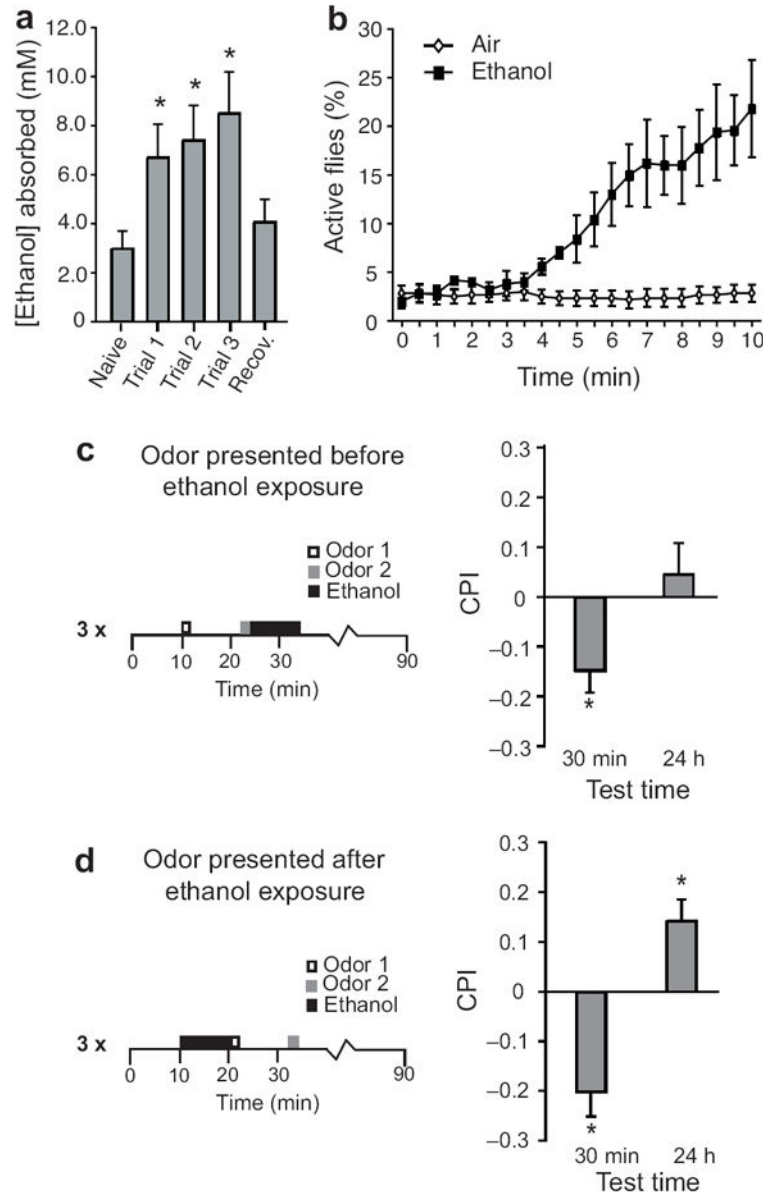 a
[Ethanol] absorbed (mM)
12.0
10.0
8.0
6.0
4.0
2.0
0
* * *
Naive Trial 1 Trial 2 Trial 3 Recov.
b
Air
Ethanol
Active flies (%)
30
25
20
15
10
5
0
0 1 2 3 4 5 6 7 8 9 10
Time (min)
c
Odor presented before
ethanol exposure
Odor 1
Odor 2
Ethanol
3 x
0 10 20 30 90
Time (min)
CPI
0.3
0.2
0.1
0
–0.1
–0.2
–0.3
*
30 min 24 h
Test time
d
Odor presented after
ethanol exposure
Odor 1
Odor 2
Ethanol
3 x
0 10 20 30 90
Time (min)
CPI
0.3
0.2
0.1
0
–0.1
–0.2
–0.3
*
*
30 min 24 h
Test time